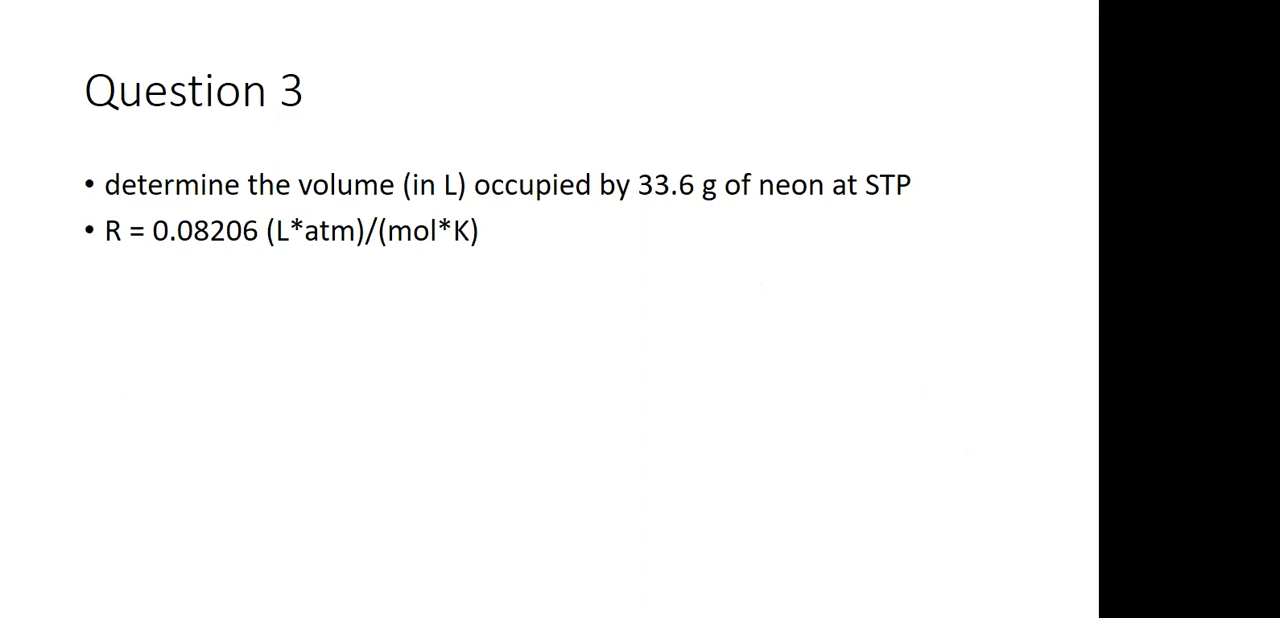 Question 3
• determine the volume (in L) occupied by 33.6 g of neon at STP
• R = 0.08206 (L*atm)/(mol*K)